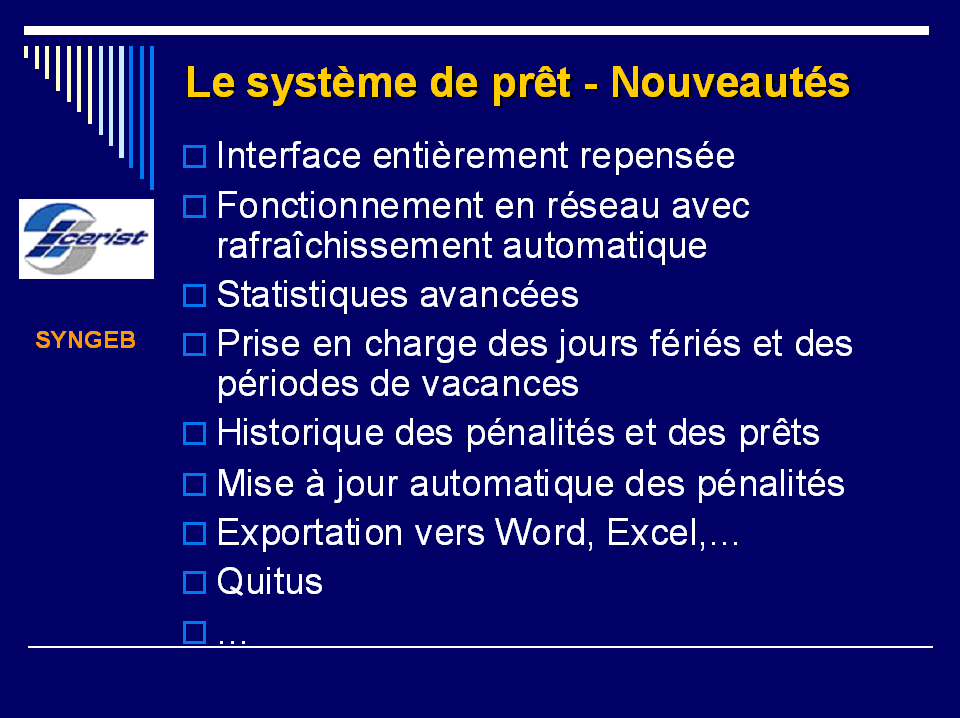 Le système de prêt - Nouveautés
Interface entièrement repensée
Fonctionnement en réseau avec
rafraîchissement automatique
cerist
Statistiques avancées
SYNGEB
Prise en charge des jours fériés et des
périodes de vacances
Historique des pénalités et des prêts
Mise à jour automatique des pénalités
Exportation vers Word, Excel,...
Quitus
...